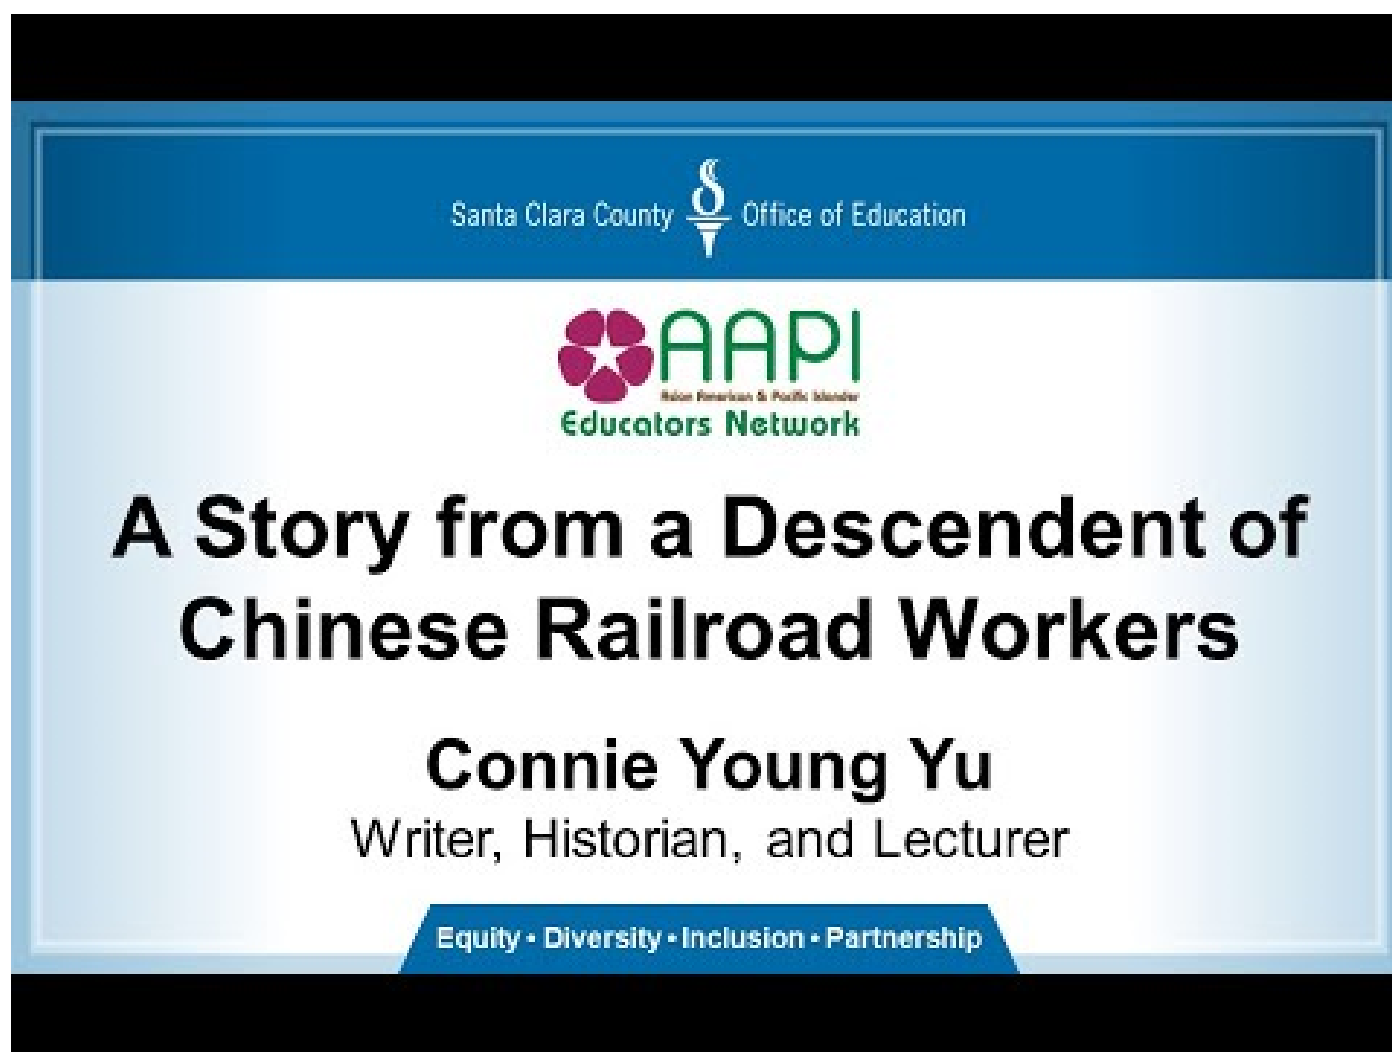 Santa Clara County Office of Education
AAPI
Asian American & Pacific Islander
Educators Network
A Story from a Descendent of
Chinese Railroad Workers
Connie Young Yu
Writer, Historian, and Lecturer
Equity • Diversity • Inclusion • Partnership